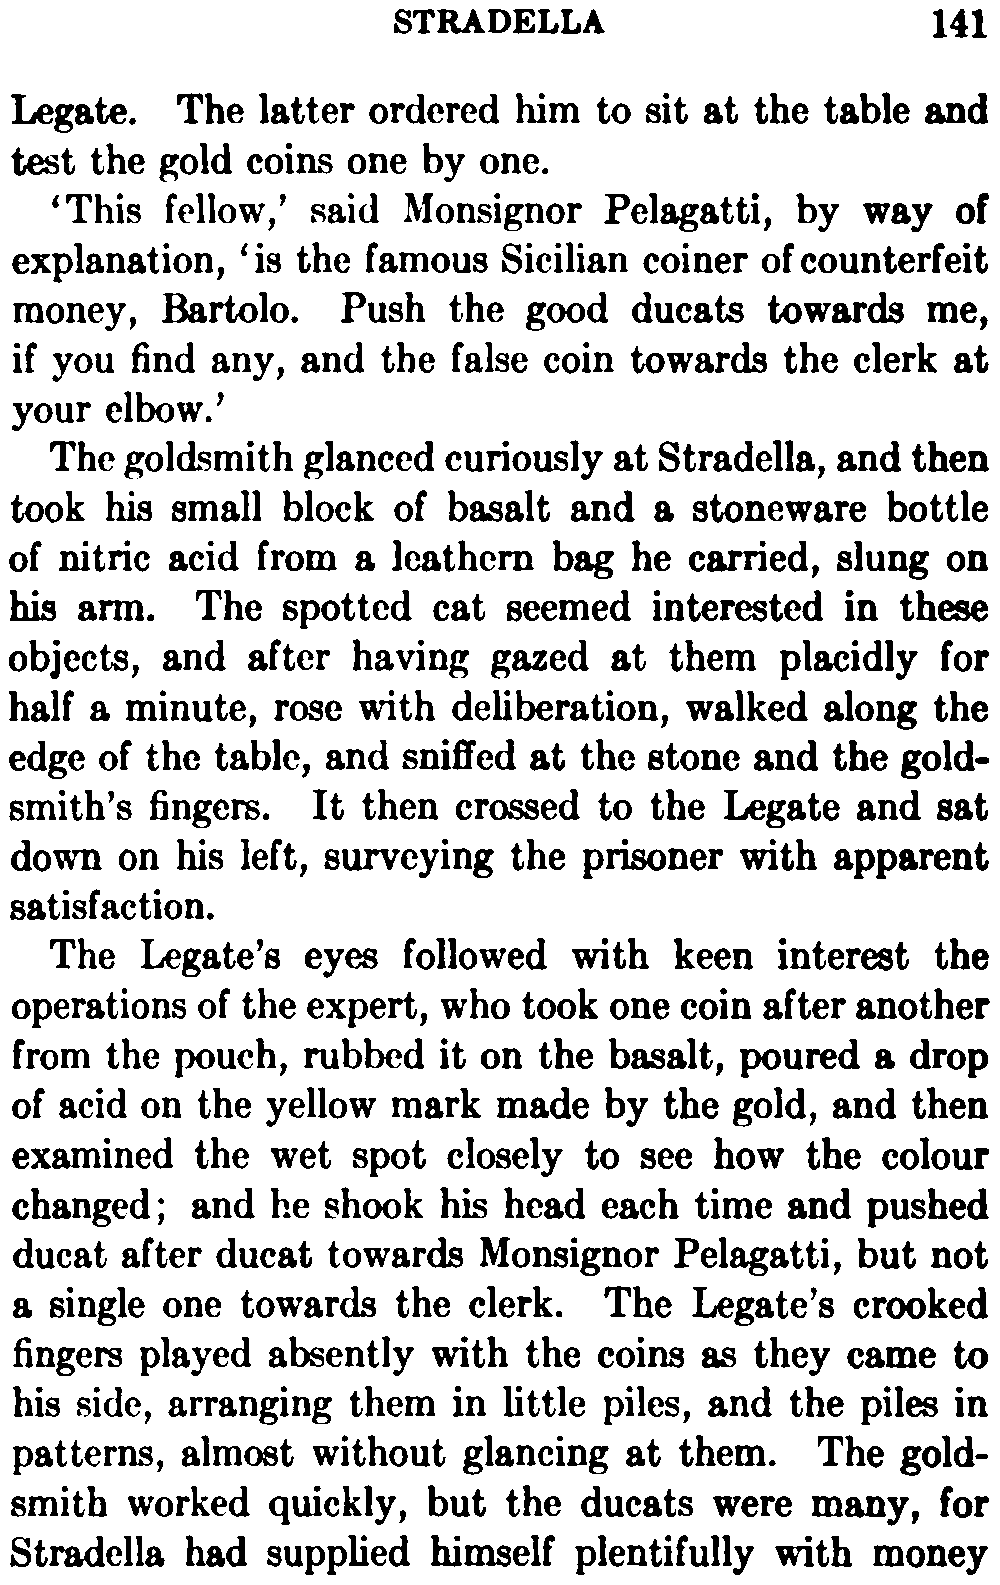 STRADELLA 141
Legate. The latter ordered him to sit at the table and
test the gold coins one by one.
‘This fellow,’ said Monsignor Pelagatti, by way of
explanation, ‘is the famous Sicilian coiner of counterfeit
money, Bartolo. Push the good ducats towards me,
if you find any, and the false coin towards the clerk at
your elbow.’
The goldsmith glanced curiously at Stradella, and then
took his small block of basalt and a stoneware bottle
of nitric acid from a leathern bag he carried, slung on
his arm. The spotted cat seemed interested in these
objects, and after having gazed at them placidly for
half a minute, rose with deliberation, walked along the
edge of the table, and sniffed at the stone and the gold-
smith’s fingers. It then crossed to the Legate and sat
down on his left, surveying the prisoner with apparent
satisfaction.
The Legate’s eyes followed with keen interest the
operations of the expert, who took one coin after another
from the pouch, rubbed it on the basalt, poured a drop
of acid on the yellow mark made by the gold, and then
examined the wet spot closely to see how the colour
changed; and he shook his head each time and pushed
ducat after ducat towards Monsignor Pelagatti, but not
a single one towards the clerk. The Legate’s crooked
fingers played absently with the coins as they came to
his side, arranging them in little piles, and the piles in
patterns, almost without glancing at them. The gold-
smith worked quickly, but the ducats were many, for
Stradella had supplied himself plentifully with money